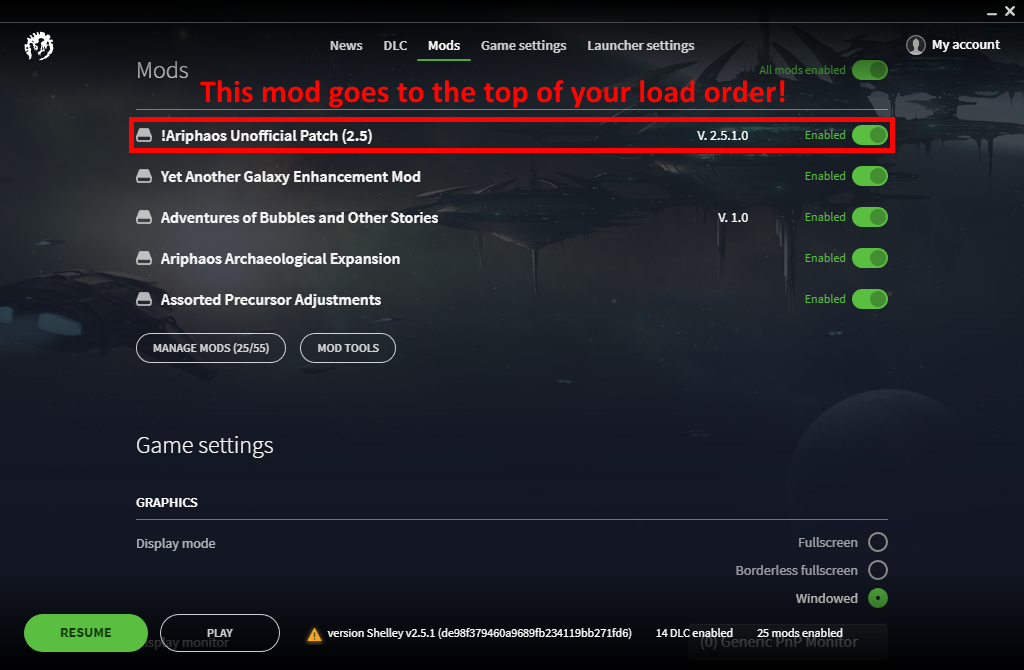 News DLC Mods Game settings Launcher settings My account
Mods All mods enabled
This mod goes to the top of your load order!
!Ariphaos Unofficial Patch (2.5) V. 2.5.1.0 Enabled
Yet Another Galaxy Enhancement Mod Enabled
Adventures of Bubbles and Other Stories V. 1.0 Enabled
Ariphaos Archaeological Expansion Enabled
Assorted Precursor Adjustments Enabled
MANAGE MODS (25/55) MOD TOOLS
Game settings
GRAPHICS
Display mode Fullscreen
Borderless fullscreen
Windowed
RESUME PLAY version Shelley v2.5.1 (de98f379460a9689fb234119bb271fd6) 14 DLC enabled 25 mods enabled
Display monitor (0) Generic PnP Monitor